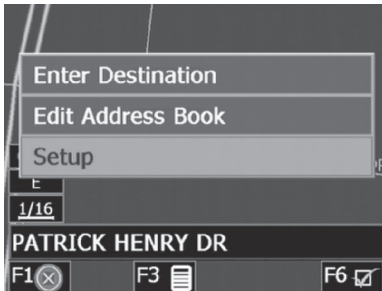 Enter Destination
Edit Address Book
Setup
E
1/16
PATRICK HENRY DR
F1 F3 F6